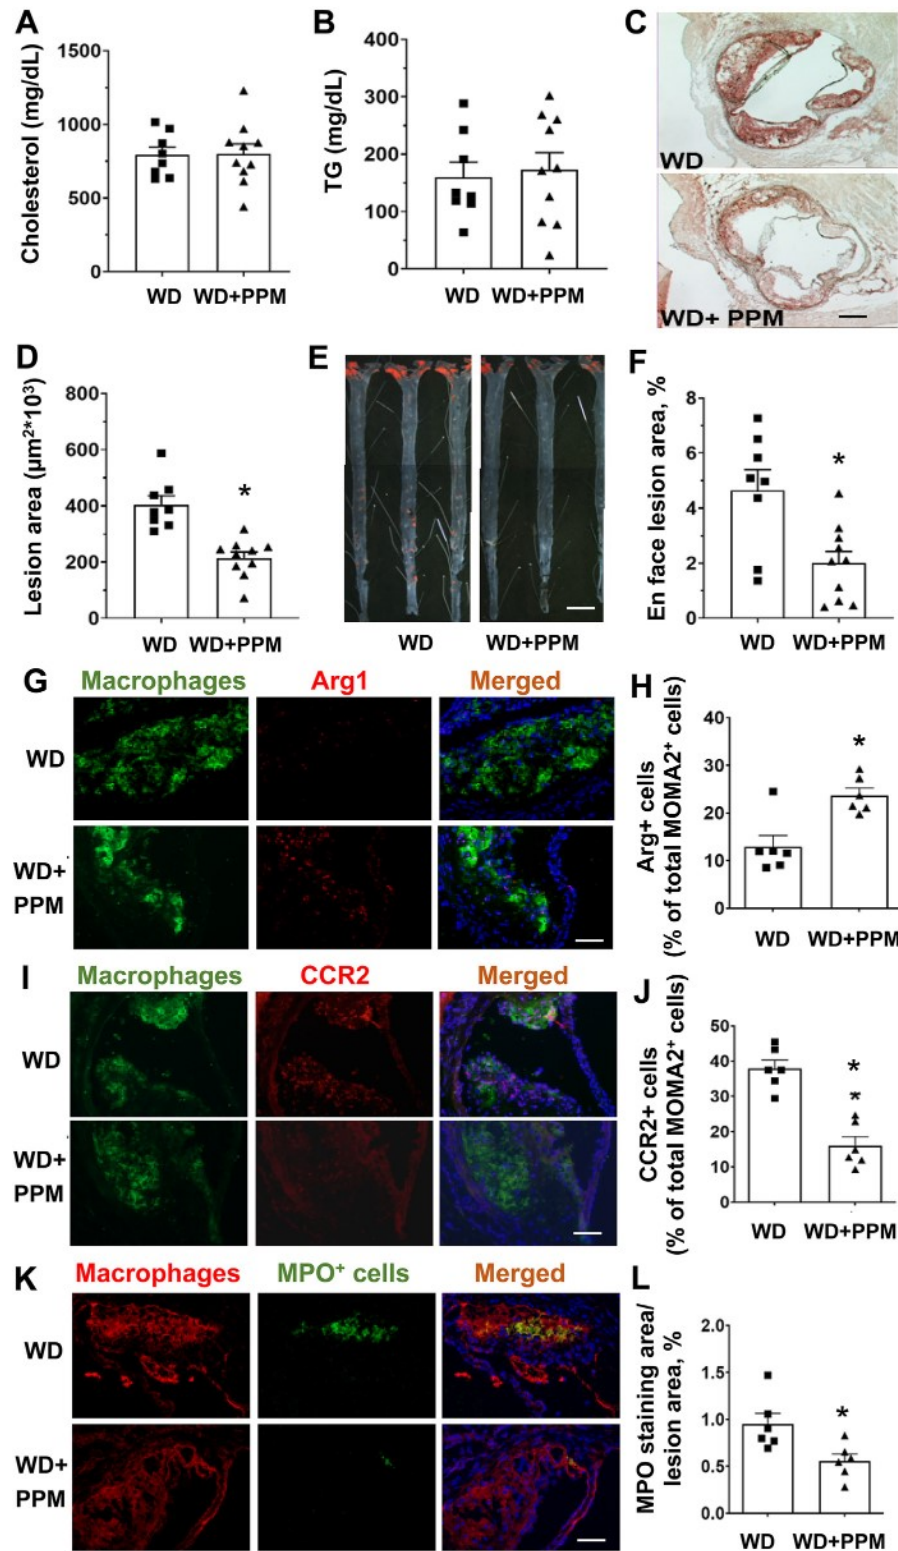 A
Cholesterol (mg/dL)
1500
1000
500
0
WD WD+PPM
B
TG (mg/dL)
400
300
200
100
0
WD WD+PPM
C
WD
WD+ PPM
D
Lesion area (µm²*10³)
800
600
400
200
0
*
WD WD+PPM
E
WD WD+PPM
F
En face lesion area, %
8
6
4
2
0
*
WD WD+PPM
G
Macrophages Arg1 Merged
WD
WD+
PPM
H
Arg+ cells
(% of total MOMA2⁺ cells)
40
30
20
10
0
*
WD WD+PPM
I
Macrophages CCR2 Merged
WD
WD+
PPM
J
CCR2+ cells
(% of total MOMA2⁺ cells)
50
40
30
20
10
0
*
*
WD WD+PPM
K
Macrophages MPO⁺ cells Merged
WD
WD+
PPM
L
MPO staining area/
lesion area, %
2.0
1.5
1.0
0.5
0.0
*
WD WD+PPM